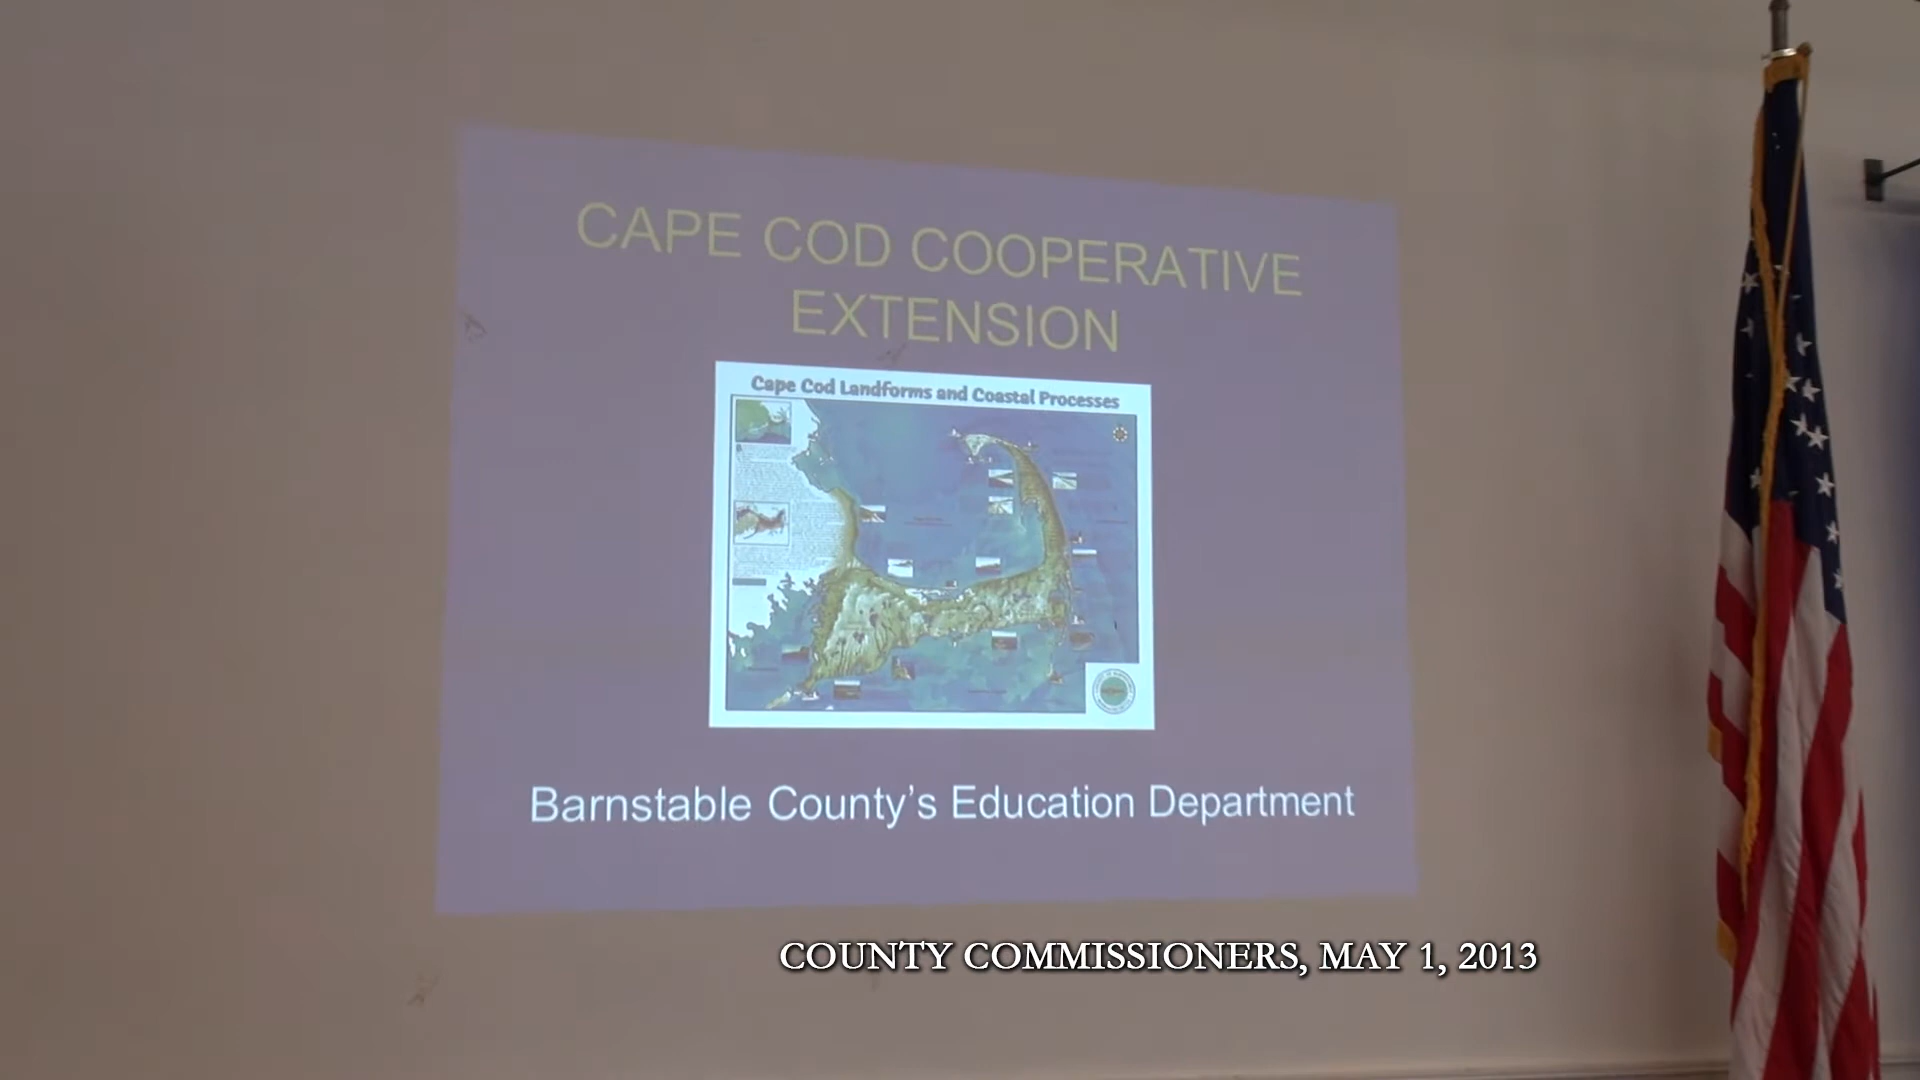 CAPE COD COOPERATIVE
EXTENSION
Cape Cod Landforms and Coastal Processes
Barnstable County's Education Department
COUNTY COMMISSIONERS, MAY 1, 2013